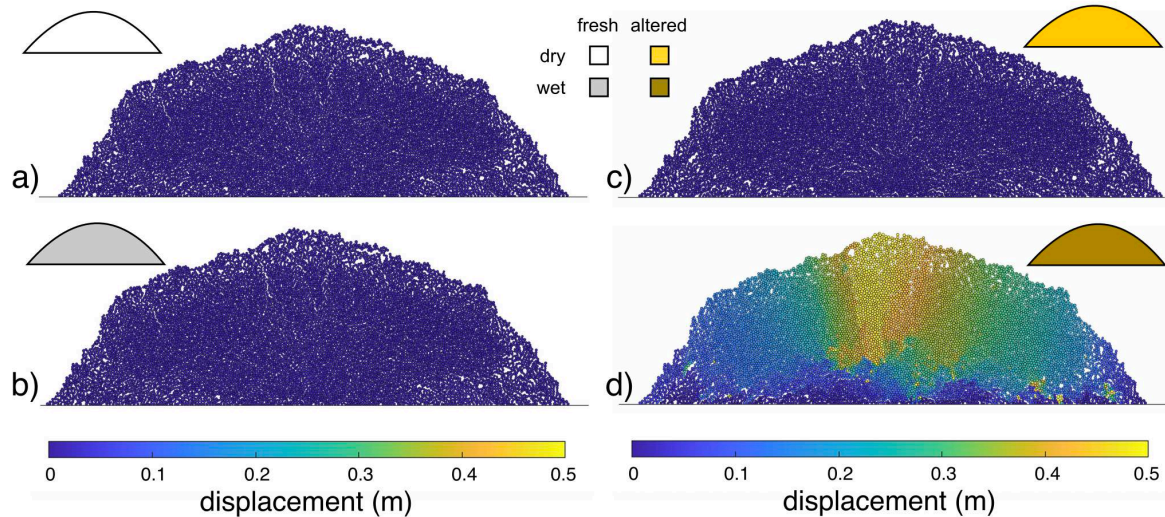 fresh altered
dry
wet
a)
c)
b)
d)
0 0.1 0.2 0.3 0.4 0.5
displacement (m)
0 0.1 0.2 0.3 0.4 0.5
displacement (m)